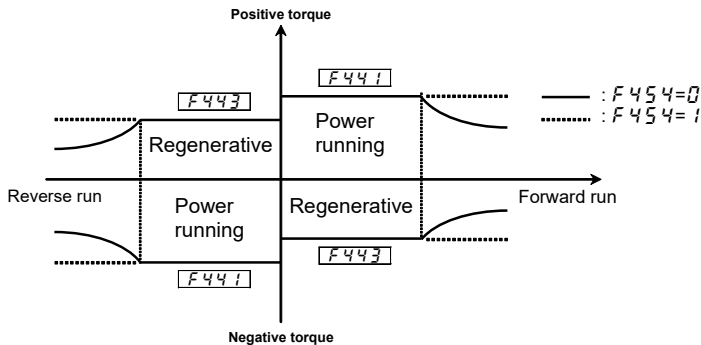 Positive torque
F441
F443
: F454=0
: F454=1
Power
running
Regenerative
Reverse run
Forward run
Power
running
Regenerative
F443
F441
Negative torque